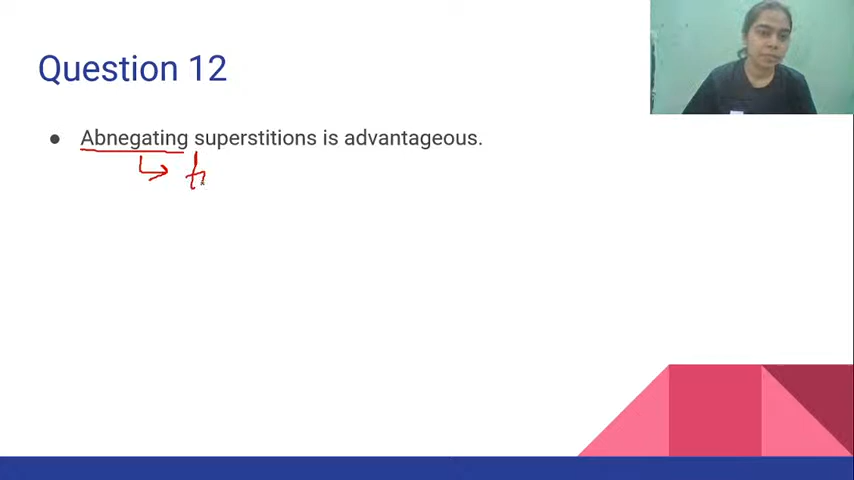 Question 12
● Abnegating superstitions is advantageous.